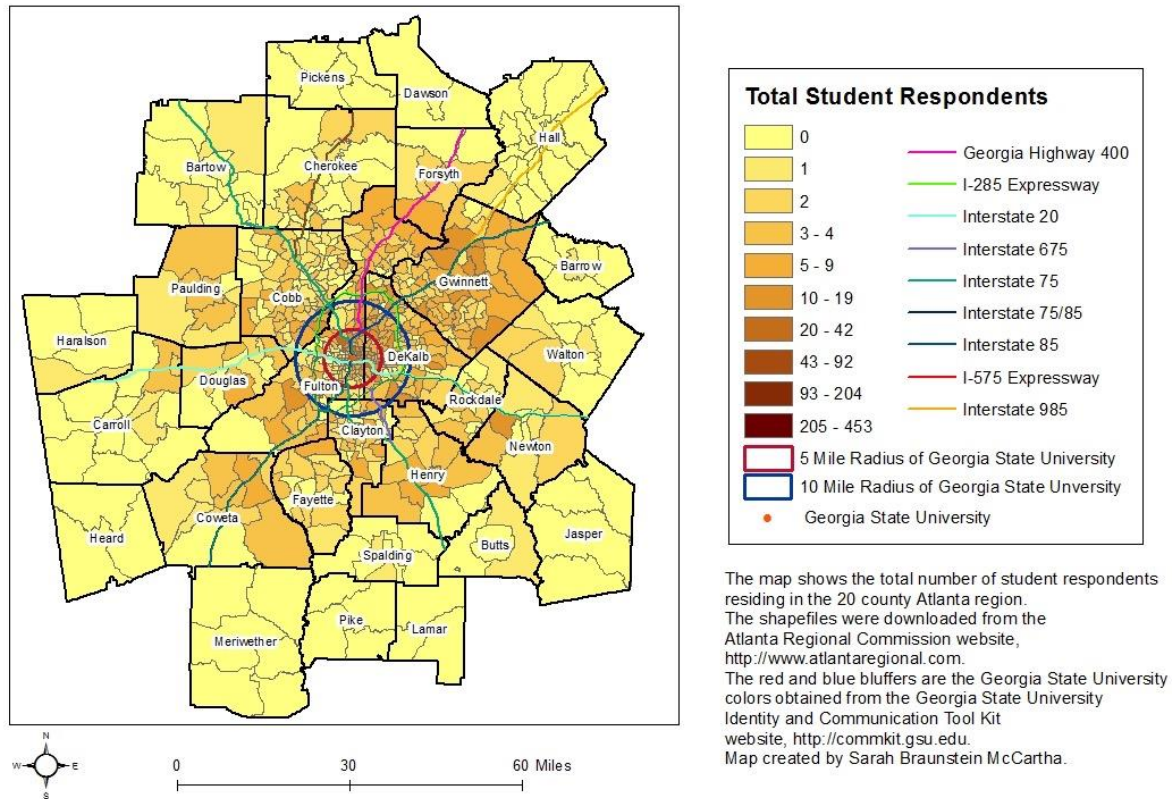 Pickens
Dawson
Hall
Bartow
Cherokee
Forsyth
Barrow
Gwinnett
Paulding
Cobb
Haralson
Walton
DeKalb
Douglas
Fulton
Rockdale
Carroll
Clayton
Newton
Henry
Fayette
Coweta
Heard
Spalding
Butts
Jasper
Meriwether
Pike
Lamar
N
W
E
S
0
30
60 Miles
Total Student Respondents
0
1
2
3 - 4
5 - 9
10 - 19
20 - 42
43 - 92
93 - 204
205 - 453
Georgia Highway 400
I-285 Expressway
Interstate 20
Interstate 675
Interstate 75
Interstate 75/85
Interstate 85
I-575 Expressway
Interstate 985
5 Mile Radius of Georgia State University
10 Mile Radius of Georgia State Unversity
Georgia State University
The map shows the total number of student respondents
residing in the 20 county Atlanta region.
The shapefiles were downloaded from the
Atlanta Regional Commission website,
http://www.atlantaregional.com.
The red and blue bluffers are the Georgia State University
colors obtained from the Georgia State University
Identity and Communication Tool Kit
website, http://commkit.gsu.edu.
Map created by Sarah Braunstein McCartha.